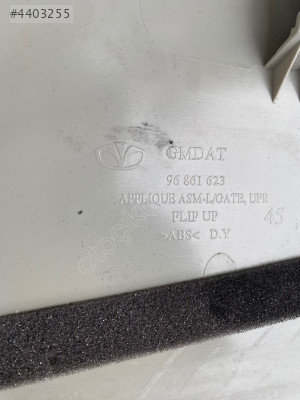 #4403255
GMDAT
96 861 623
APPLIQUE ASM-L/GATE, UPR
FLIP UP
45
>ABS< D.Y